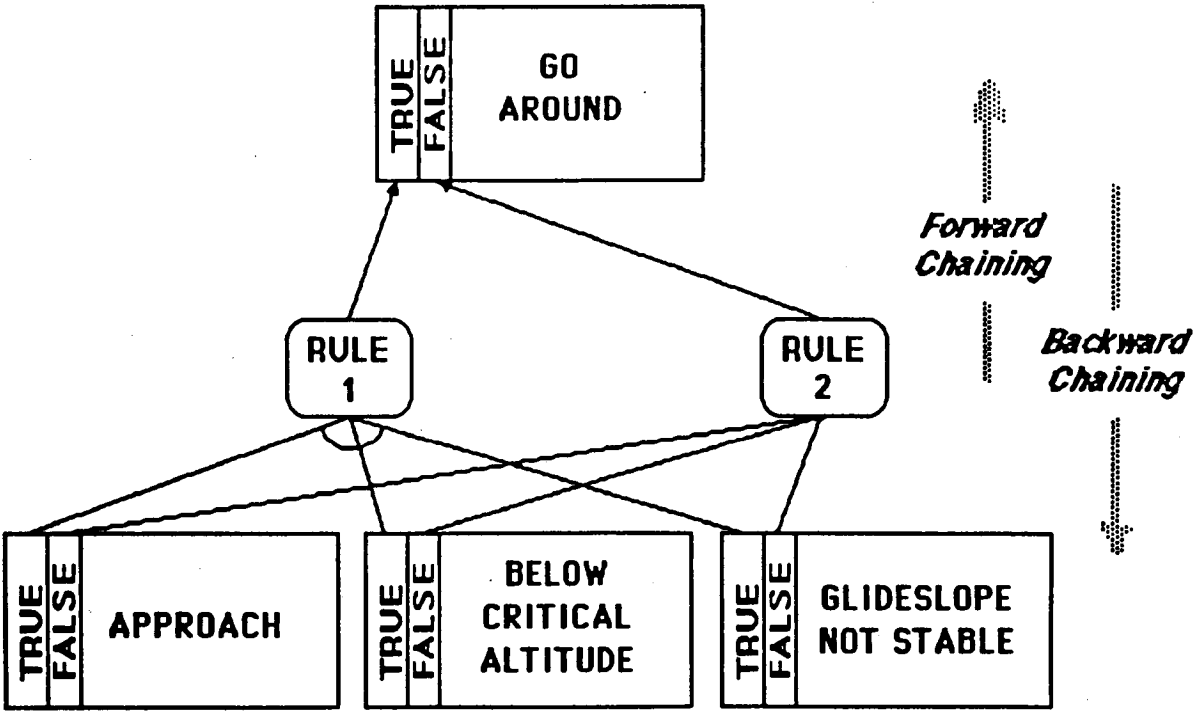 TRUE
FALSE
GO
AROUND
Forward
Chaining
RULE
1
RULE
2
Backward
Chaining
TRUE
FALSE
APPROACH
TRUE
FALSE
BELOW
CRITICAL
ALTITUDE
TRUE
FALSE
GLIDESLOPE
NOT STABLE